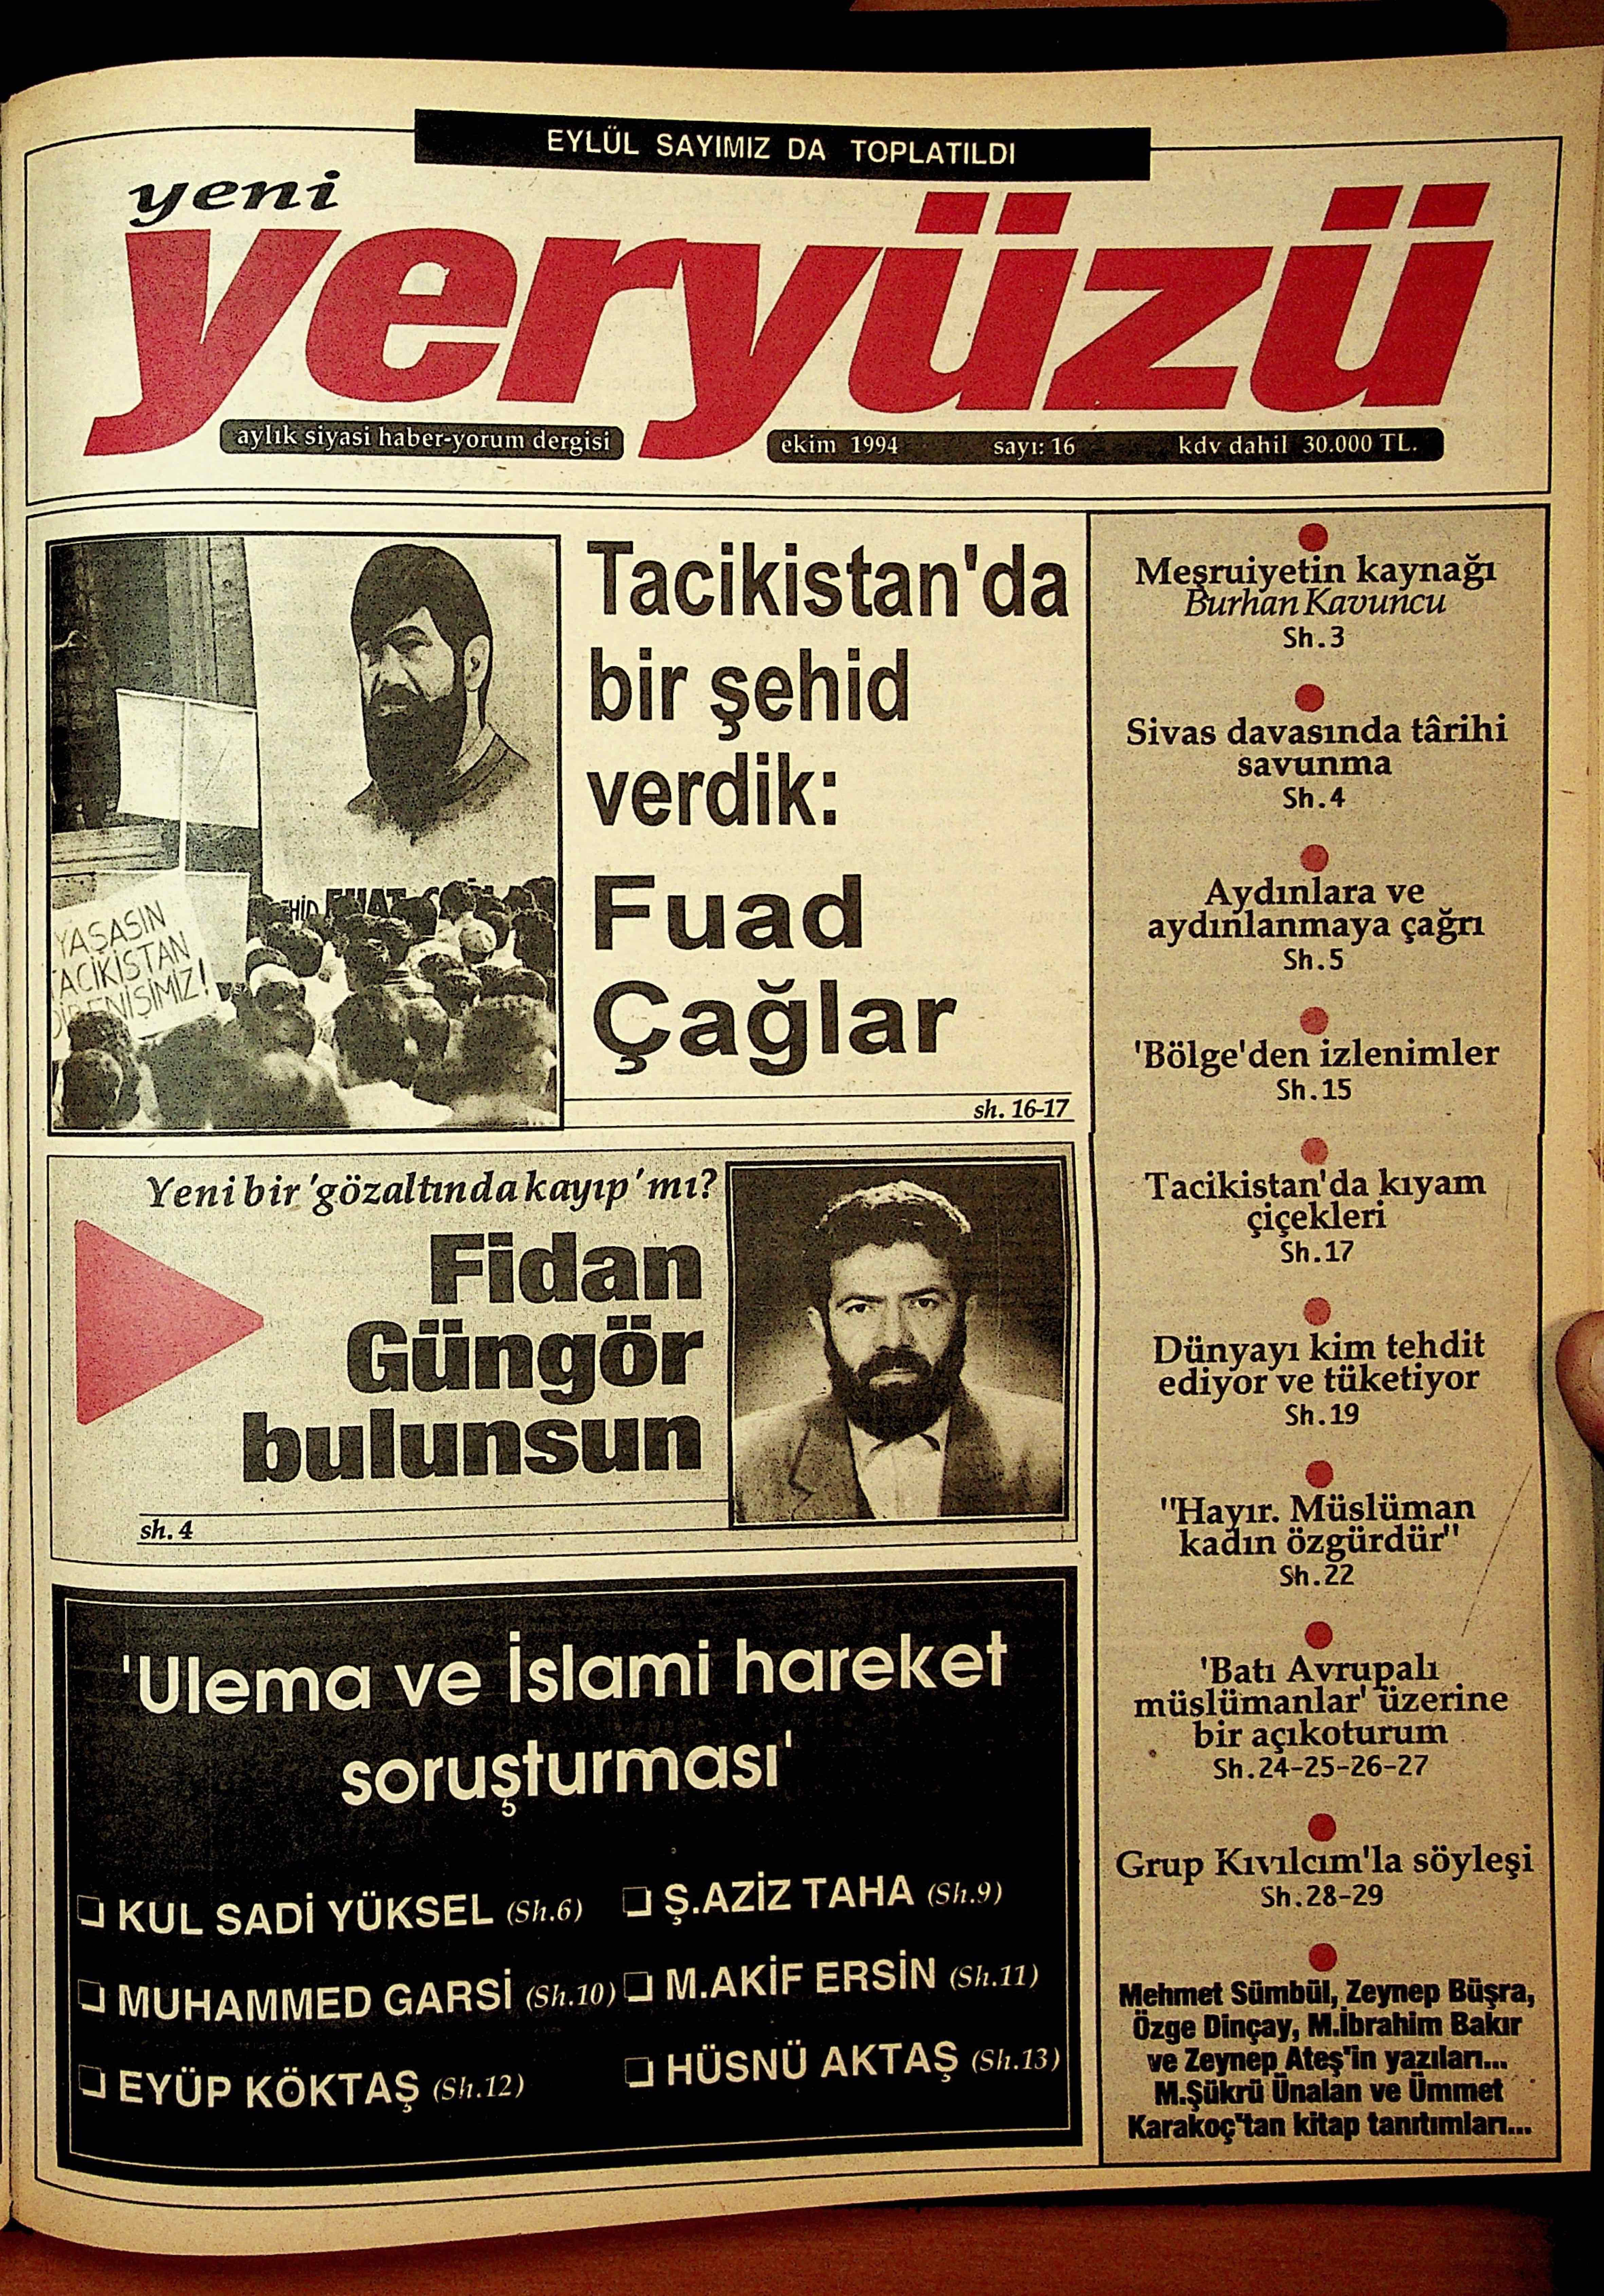 EYLÜL SAYIMIZ DA TOPLATILDI
yeni
yeryüzü
aylık siyasi haber-yorum dergisi
ekim 1994 sayı: 16 kdv dahil 30.000 TL.
YAŞASIN
TACİKİSTAN
DİRENİŞİMİZ!
Tacikistan'da
bir şehid
verdik:
Fuad
Çağlar
sh. 16-17
Yeni bir 'gözaltında kayıp' mı?
Fidan
Güngör
bulunsun
sh. 4
'Ulema ve İslami hareket
soruşturması'
❑ KUL SADİ YÜKSEL (Sh.6)
❑ Ş.AZİZ TAHA (Sh.9)
❑ MUHAMMED GARSİ (Sh.10)
❑ M.AKİF ERSİN (Sh.11)
❑ EYÜP KÖKTAŞ (Sh.12)
❑ HÜSNÜ AKTAŞ (Sh.13)
Meşruiyetin kaynağı
Burhan Kavuncu
Sh.3
Sivas davasında târihi
savunma
Sh.4
Aydınlara ve
aydınlanmaya çağrı
Sh.5
'Bölge'den izlenimler
Sh.15
Tacikistan'da kıyam
çiçekleri
Sh.17
Dünyayı kim tehdit
ediyor ve tüketiyor
Sh.19
"Hayır. Müslüman
kadın özgürdür"
Sh.22
'Batı Avrupalı
müslümanlar' üzerine
bir açıkoturum
Sh.24-25-26-27
Grup Kıvılcım'la söyleşi
Sh.28-29
Mehmet Sümbül, Zeynep Büşra,
Özge Dinçay, M.İbrahim Bakır
ve Zeynep Ateş'in yazıları...
M.Şükrü Ünalan ve Ümmet
Karakoç'tan kitap tanıtımları...